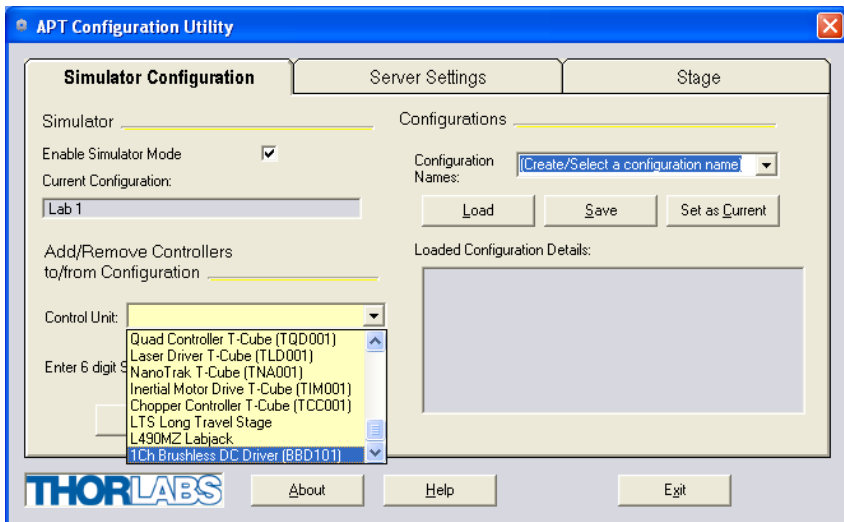 APT Configuration Utility
Simulator Configuration
Server Settings
Stage
Simulator
Enable Simulator Mode
Current Configuration:
Lab 1
Add/Remove Controllers
to/from Configuration
Control Unit:
Quad Controller T-Cube (TQD001)
Laser Driver T-Cube (TLD001)
NanoTrak T-Cube (TNA001)
Inertial Motor Drive T-Cube (TIM001)
Chopper Controller T-Cube (TCC001)
LTS Long Travel Stage
L490MZ Labjack
1Ch Brushless DC Driver (BBD101)
Enter 6 digit S
Configurations
Configuration
Names:
(Create/Select a configuration name)
Load
Save
Set as Current
Loaded Configuration Details:
THORLABS
About
Help
Exit